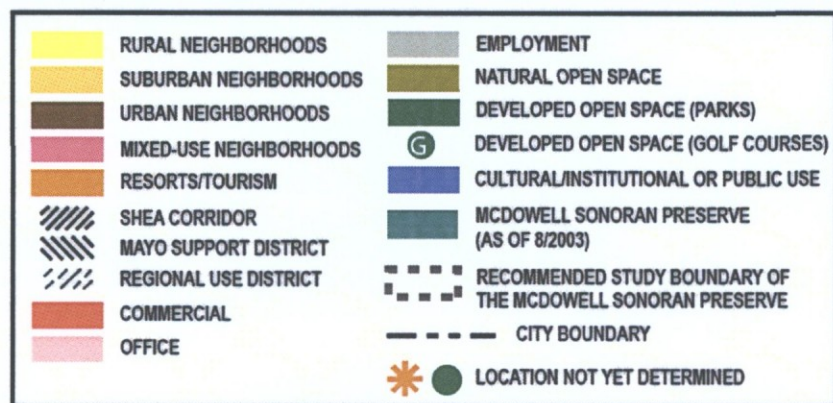 RURAL NEIGHBORHOODS
SUBURBAN NEIGHBORHOODS
URBAN NEIGHBORHOODS
MIXED-USE NEIGHBORHOODS
RESORTS/TOURISM
SHEA CORRIDOR
MAYO SUPPORT DISTRICT
REGIONAL USE DISTRICT
COMMERCIAL
OFFICE
EMPLOYMENT
NATURAL OPEN SPACE
DEVELOPED OPEN SPACE (PARKS)
G DEVELOPED OPEN SPACE (GOLF COURSES)
CULTURAL/INSTITUTIONAL OR PUBLIC USE
MCDOWELL SONORAN PRESERVE
(AS OF 8/2003)
RECOMMENDED STUDY BOUNDARY OF
THE MCDOWELL SONORAN PRESERVE
CITY BOUNDARY
LOCATION NOT YET DETERMINED